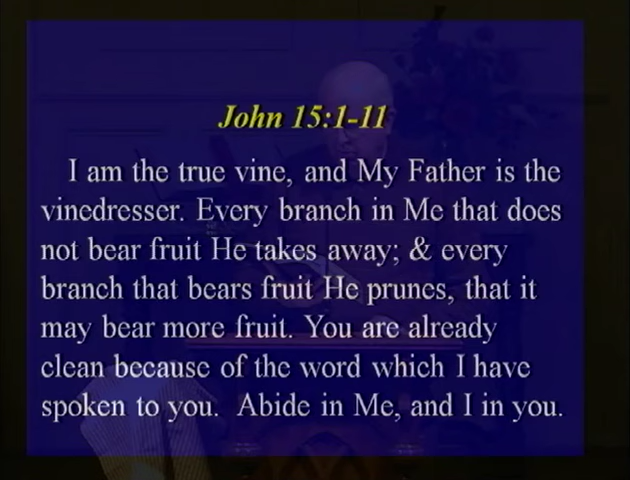 John 15:1-11
I am the true vine, and My Father is the
vinedresser. Every branch in Me that does
not bear fruit He takes away; & every
branch that bears fruit He prunes, that it
may bear more fruit. You are already
clean because of the word which I have
spoken to you. Abide in Me, and I in you.